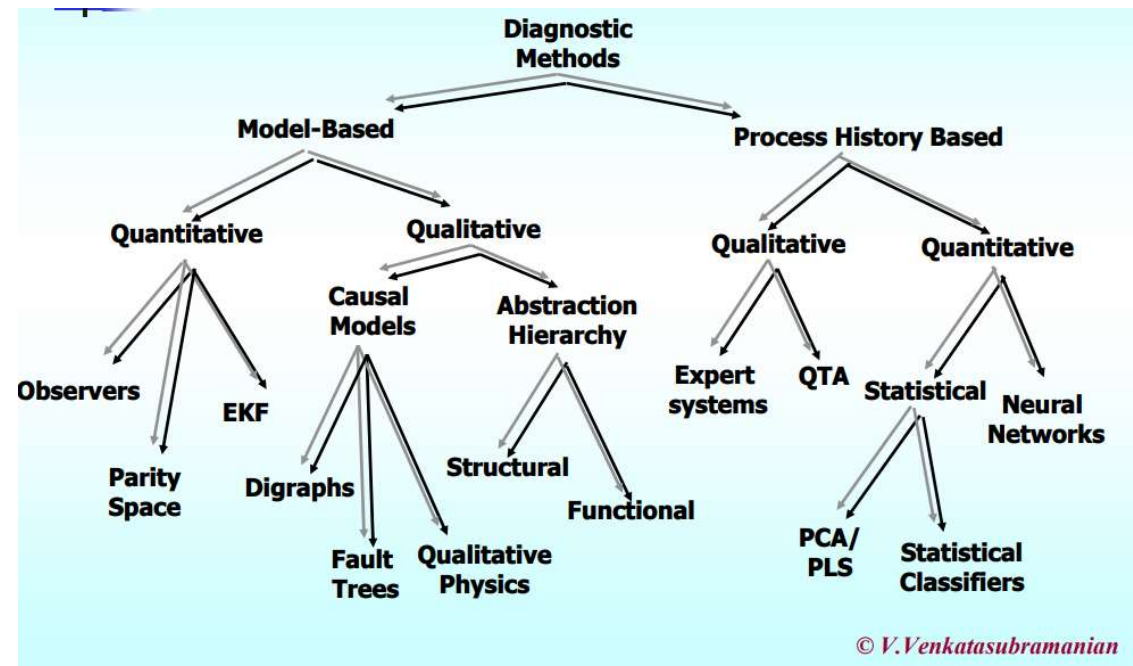 Diagnostic
Methods
Model-Based
Process History Based
Quantitative
Qualitative
Qualitative
Quantitative
Causal
Models
Abstraction
Hierarchy
Observers
EKF
Expert
systems
QTA
Statistical
Neural
Networks
Parity
Space
Digraphs
Structural
Functional
Fault
Trees
Qualitative
Physics
PCA/
PLS
Statistical
Classifiers
© V.Venkatasubramanian